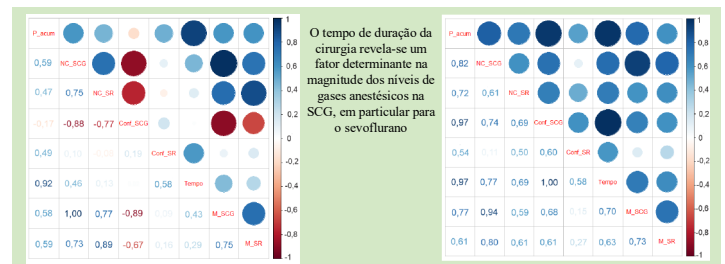 P_acum
0,59 NC_SCG
0,47 0,75 NC_SR
-0,17 -0,88 -0,77 Conf_SCG
0,49 0,19 Conf_SR
0,92 0,46 0,58 Tempo
0,58 1,00 0,77 -0,89 0,43 M_SCG
0,59 0,73 0,89 -0,67 0,16 0,29 0,75 M_SR
1
0,8
0,6
0,4
0,2
0
-0,2
-0,4
-0,6
-0,8
-1
O tempo de duração da
cirurgia revela-se um
fator determinante na
magnitude dos níveis de
gases anestésicos na
SCG, em particular para
o sevoflurano
P_acum
0,82 NC_SCG
0,72 0,61 NC_SR
0,97 0,74 0,69 Conf_SCG
0,54 0,11 0,50 0,60 Conf_SR
0,97 0,77 0,69 1,00 0,58 Tempo
0,77 0,94 0,59 0,68 0,70 M_SCG
0,61 0,80 0,61 0,61 0,27 0,63 0,73 M_SR
1
0,8
0,6
0,4
0,2
0
-0,2
-0,4
-0,6
-0,8
-1